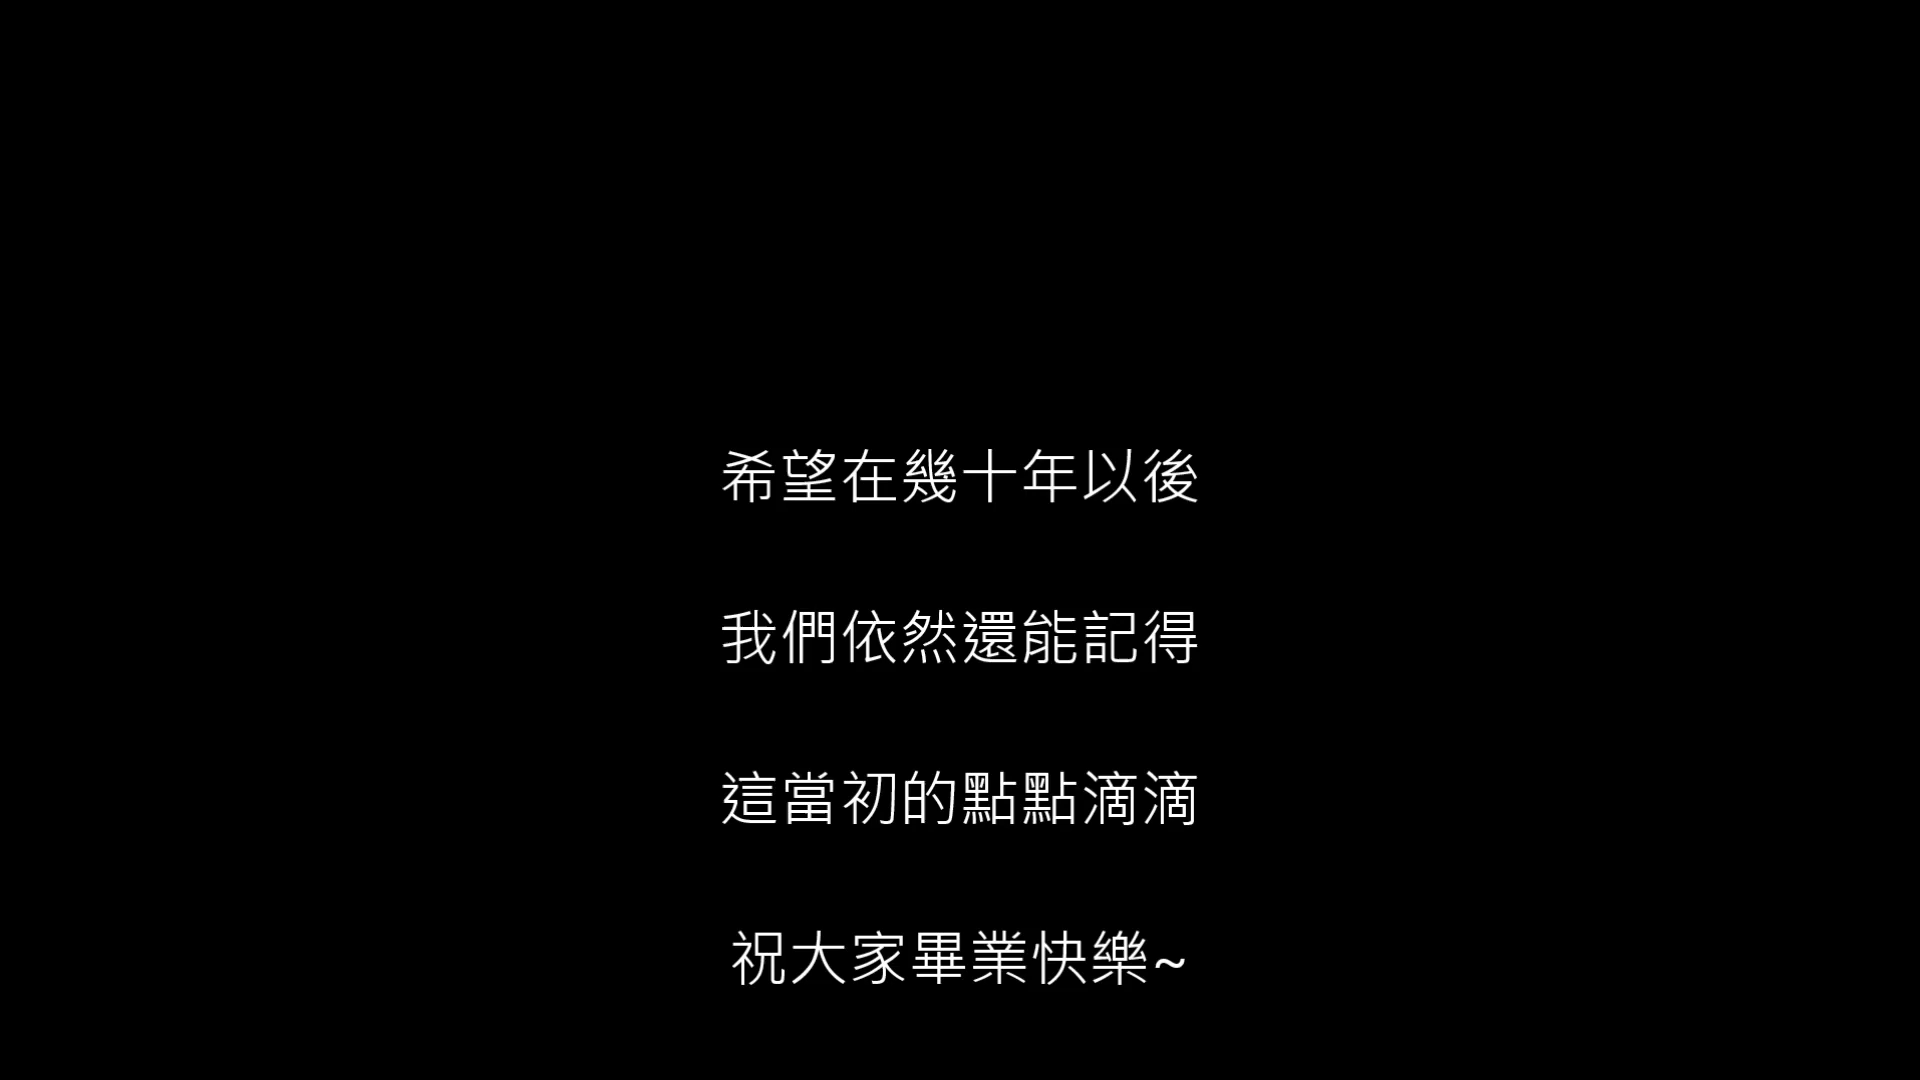 希望在幾十年以後
我們依然還能記得
這當初的點點滴滴
祝大家畢業快樂~